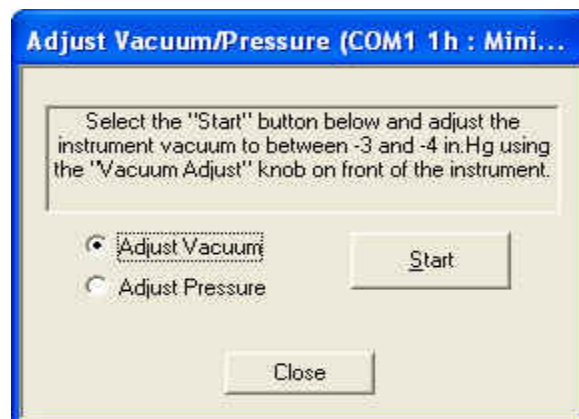 Adjust Vacuum/Pressure (COM1 1h : Mini...
Select the "Start" button below and adjust the
instrument vacuum to between -3 and -4 in.Hg using
the "Vacuum Adjust" knob on front of the instrument.
Adjust Vacuum
Start
Adjust Pressure
Close